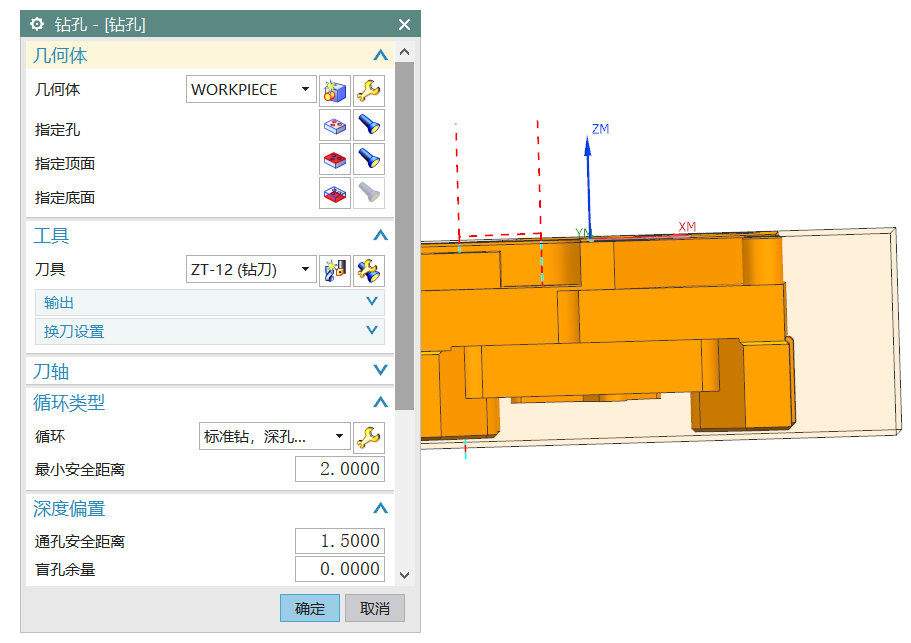 钻孔 - [钻孔]
几何体
几何体 WORKPIECE
指定孔
指定顶面
指定底面
工具
刀具 ZT-12 (钻刀)
输出
换刀设置
刀轴
循环类型
循环 标准钻，深孔...
最小安全距离 2.0000
深度偏置
通孔安全距离 1.5000
盲孔余量 0.0000
确定 取消
ZM
YM
XM